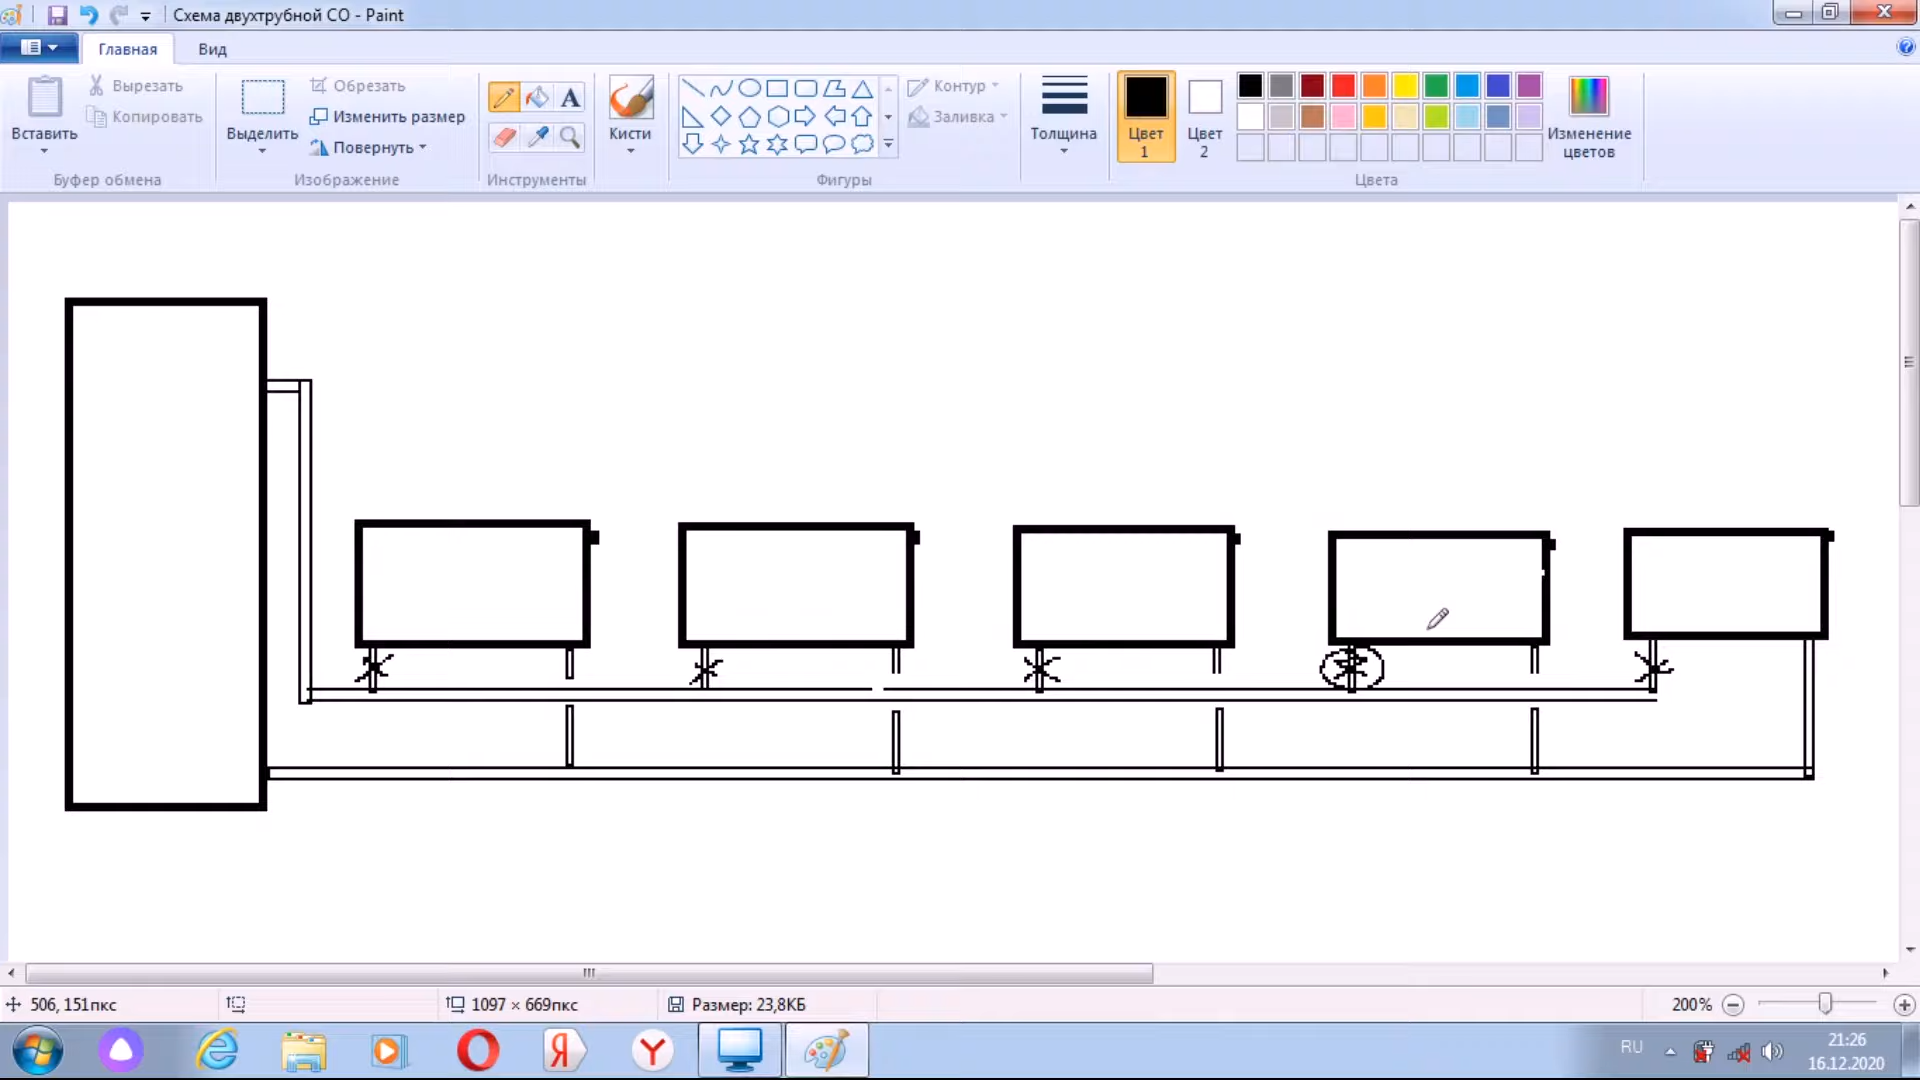 Схема двухтрубной СО - Paint
Главная
Вид
Вставить
Вырезать
Копировать
Буфер обмена
Выделить
Обрезать
Изменить размер
Повернуть
Изображение
A
Инструменты
Кисти
Фигуры
Контур
Заливка
Толщина
Цвет
1
Цвет
2
Изменение
цветов
Цвета
506, 151пкс
1097 × 669пкс
Размер: 23,8КБ
200%
Я
Y
RU
21:26
16.12.2020